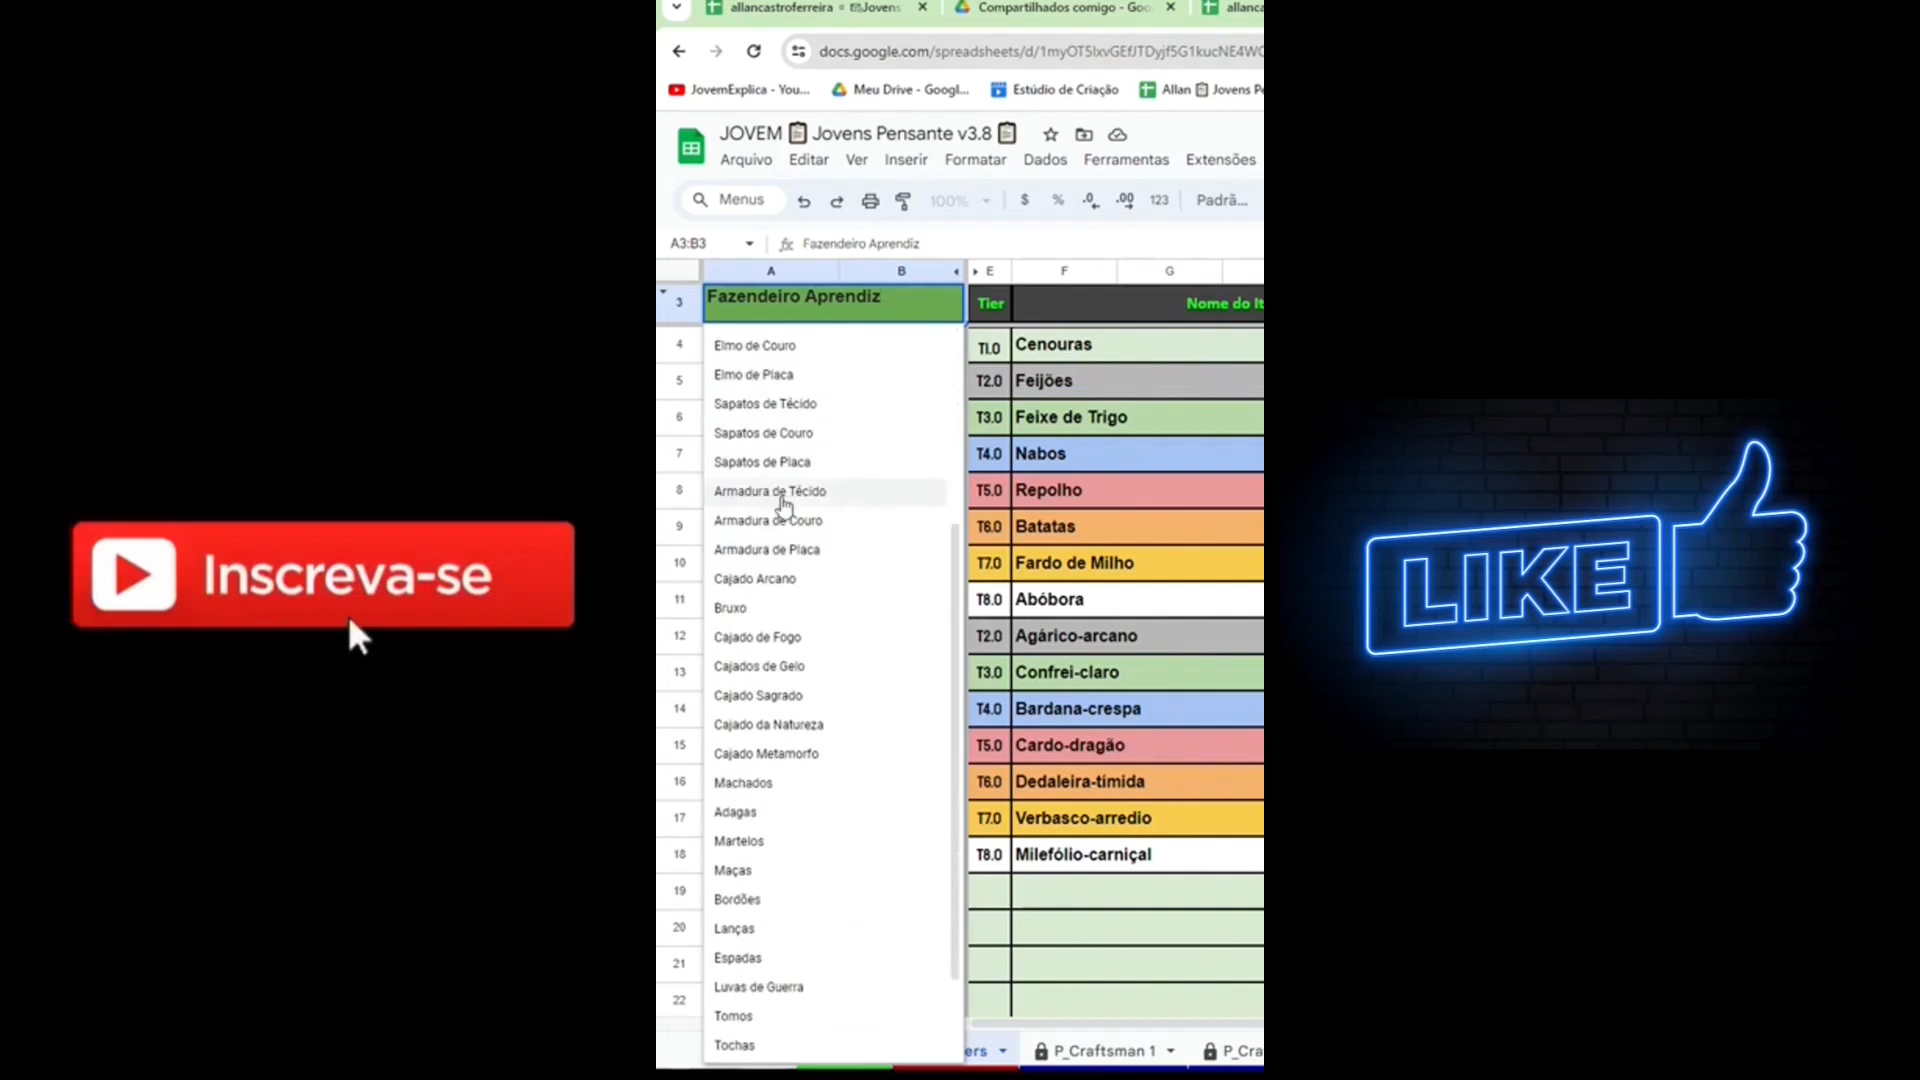 allancastroferreira
Jovens
Compartilhados comigo - Goo
allanca
docs.google.com/spreadsheets/d/1myOT5lxvGEfJTDyjf5G1kucNE4WC
JovemExplica - You...
Meu Drive - Googl...
Estúdio de Criação
Allan
Jovens Pe
JOVEM
Jovens Pensante v3.8
Arquivo
Editar
Ver
Inserir
Formatar
Dados
Ferramentas
Extensões
Menus
100%
$
%
.0
.00
123
Padrã...
A3:B3
fx
Fazendeiro Aprendiz
A
B
E
F
G
3
Fazendeiro Aprendiz
Tier
Nome do It
4
Elmo de Couro
T1.0
Cenouras
5
Elmo de Placa
T2.0
Feijões
6
Sapatos de Técido
T3.0
Feixe de Trigo
7
Sapatos de Couro
T4.0
Nabos
Sapatos de Placa
8
Armadura de Técido
T5.0
Repolho
9
Armadura de Couro
T6.0
Batatas
10
Armadura de Placa
T7.0
Fardo de Milho
11
Cajado Arcano
T8.0
Abóbora
Bruxo
12
Cajado de Fogo
T2.0
Agárico-arcano
13
Cajados de Gelo
T3.0
Confrei-claro
14
Cajado Sagrado
T4.0
Bardana-crespa
Cajado da Natureza
15
Cajado Metamorfo
T5.0
Cardo-dragão
16
Machados
T6.0
Dedaleira-tímida
17
Adagas
T7.0
Verbasco-arredio
18
Martelos
T8.0
Milefólio-carniçal
Maças
19
Bordões
20
Lanças
21
Espadas
Luvas de Guerra
22
Tomos
Tochas
ers
P_Craftsman 1
P_Cra
Inscreva-se
LIKE